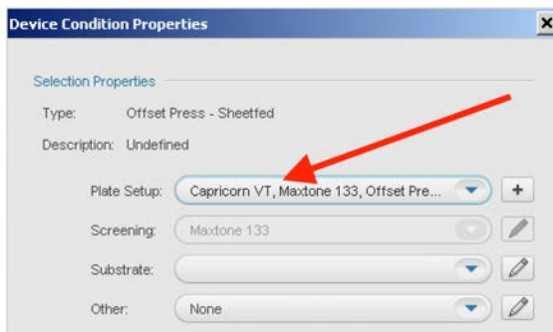 Device Condition Properties
Selection Properties
Type: Offset Press - Sheetfed
Description: Undefined
Plate Setup: Capricorn VT, Maxtone 133, Offset Pre...
Screening: Maxtone 133
Substrate:
Other: None